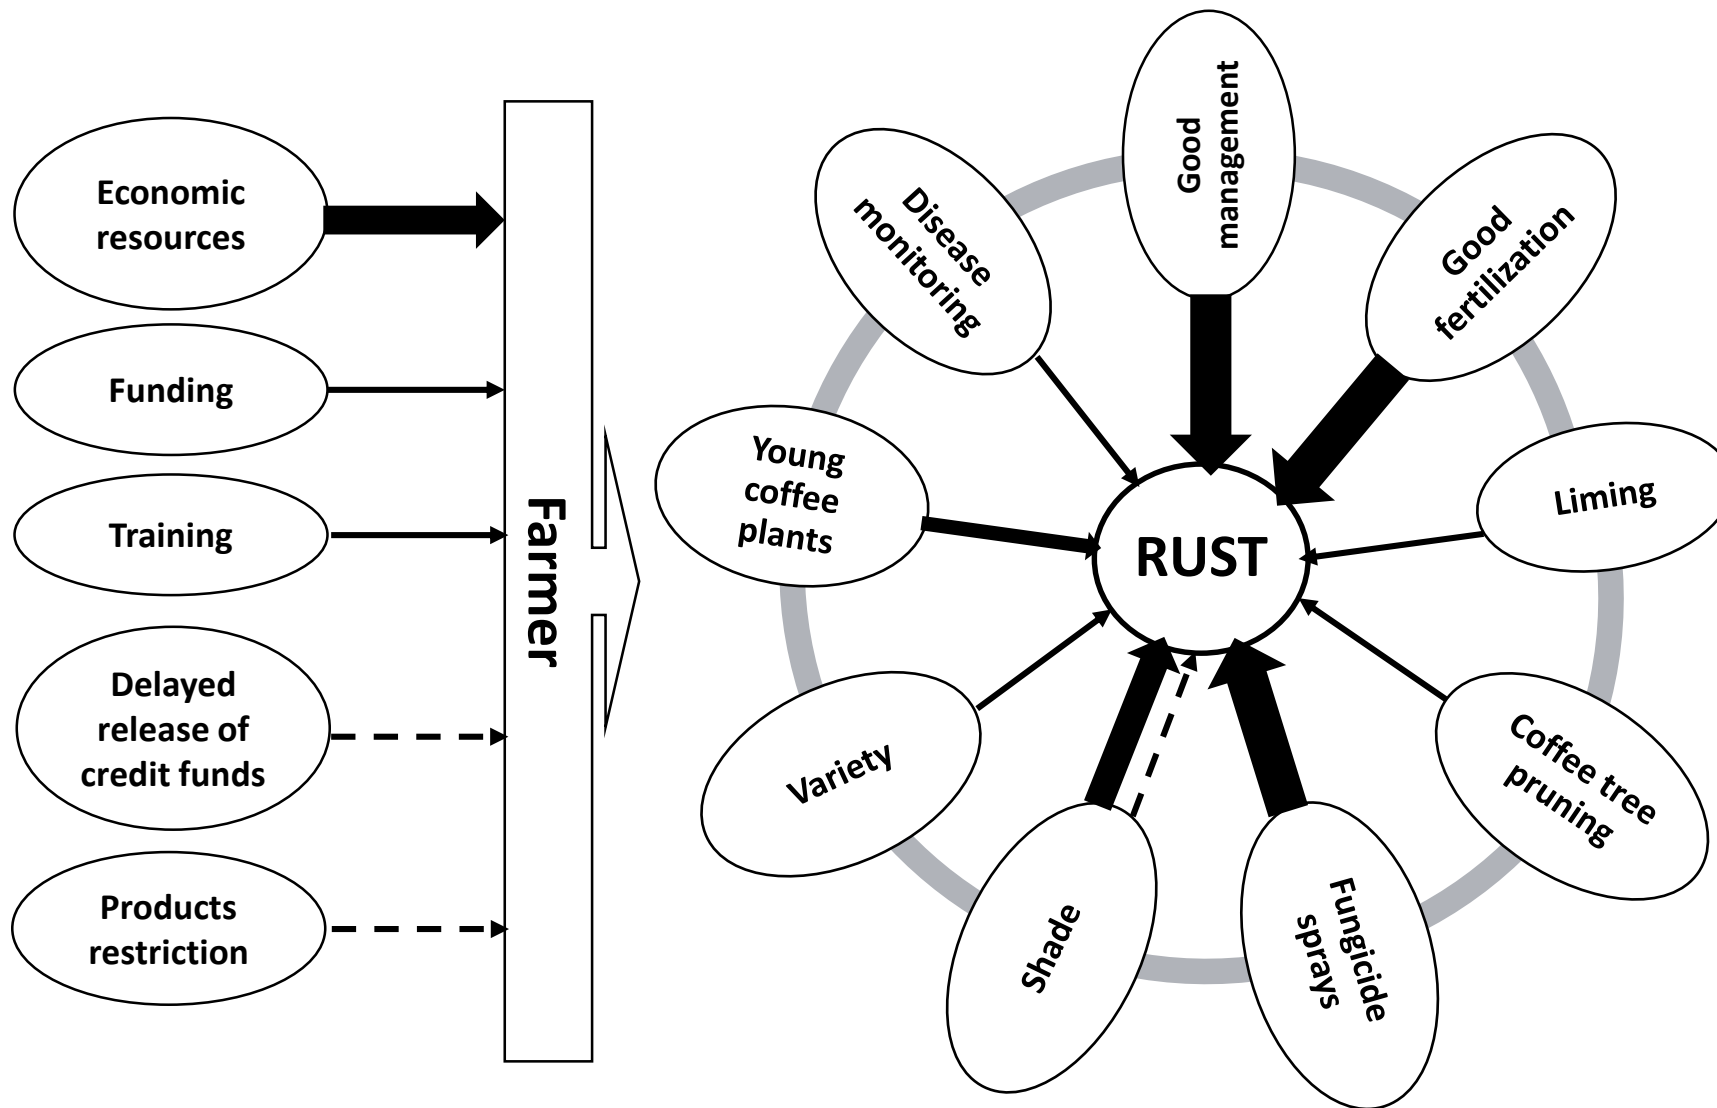 Economic
resources
Funding
Training
Delayed
release of
credit funds
Products
restriction
Farmer
Good
management
Disease
monitoring
Good
fertilization
Young
coffee
plants
Liming
RUST
Variety
Coffee tree
pruning
Shade
Fungicide
sprays